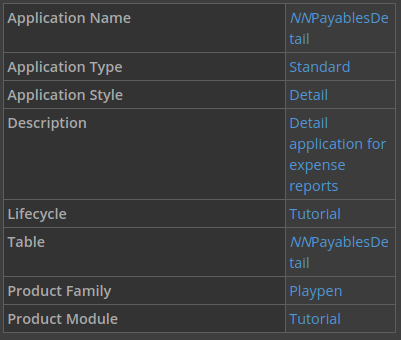 Application Name NNPayablesDe
tail
Application Type Standard
Application Style Detail
Description Detail
application for
expense
reports
Lifecycle Tutorial
Table NNPayablesDe
tail
Product Family Playpen
Product Module Tutorial